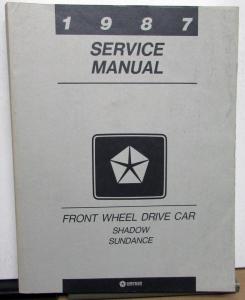 1987
SERVICE
MANUAL
FRONT WHEEL DRIVE CAR
SHADOW
SUNDANCE